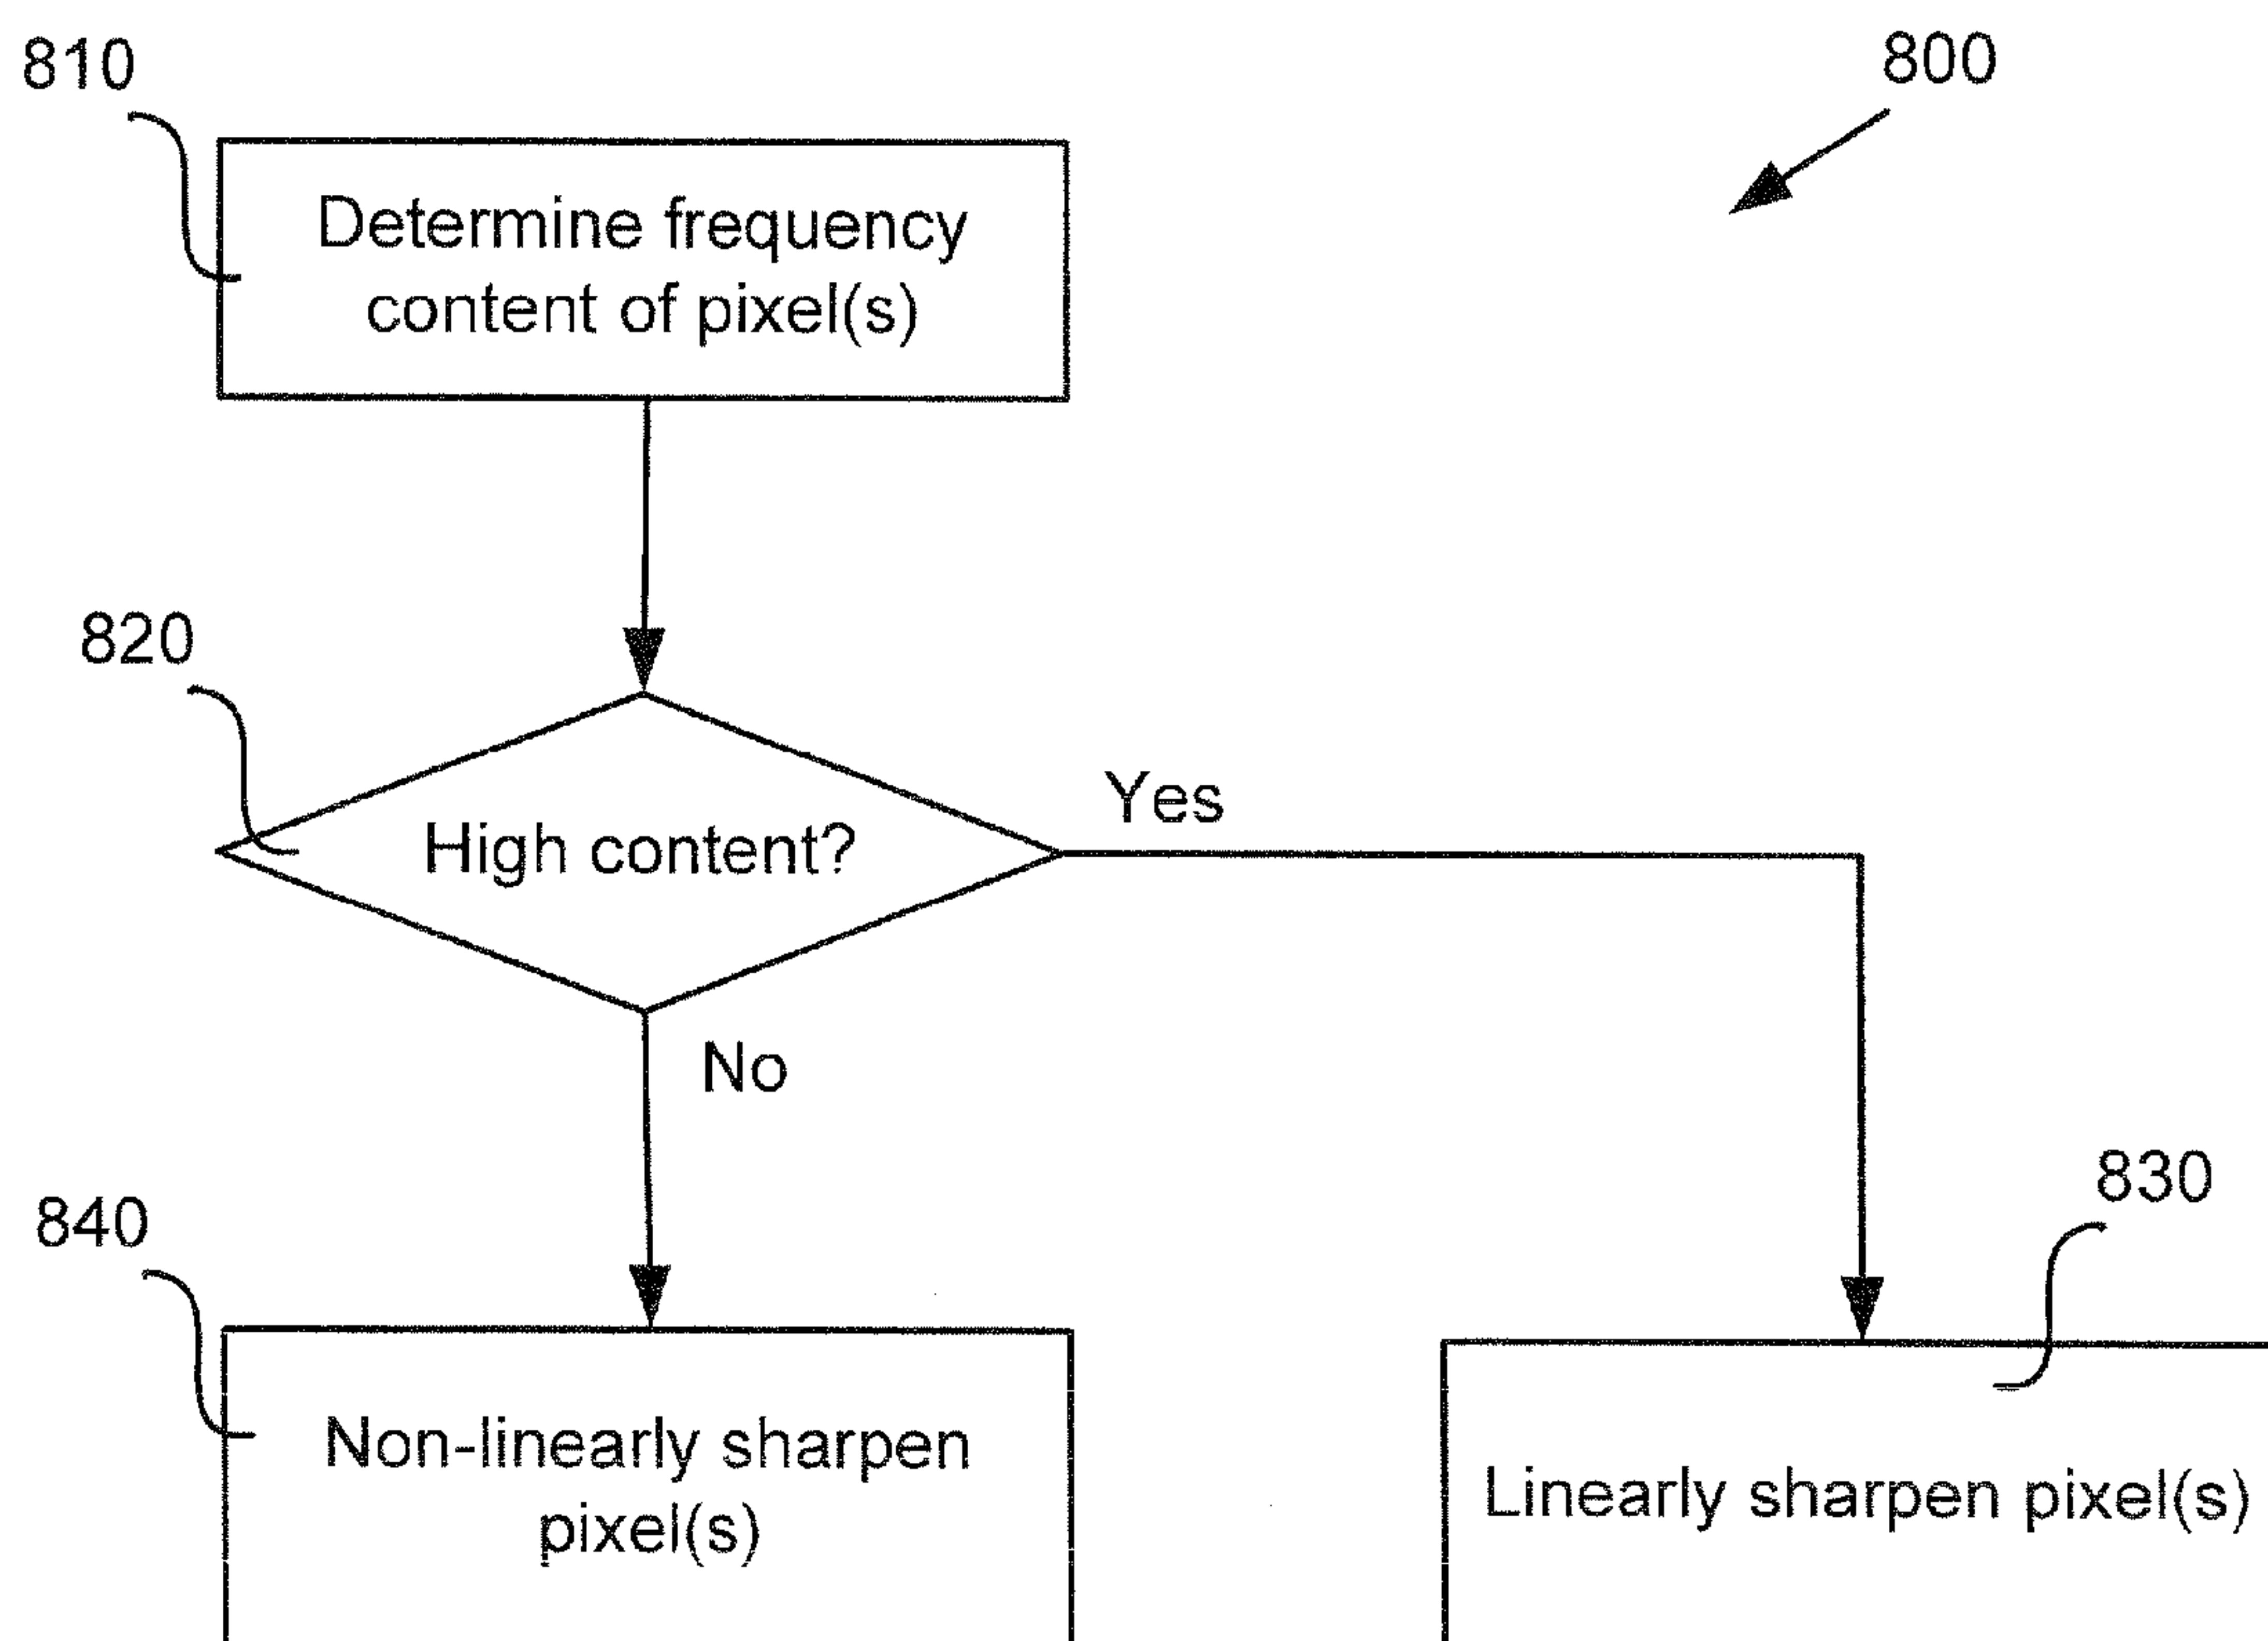 810
800
Determine frequency
content of pixel(s)
820
High content?
Yes
No
840
830
Non-linearly sharpen
pixel(s)
Linearly sharpen pixel(s)